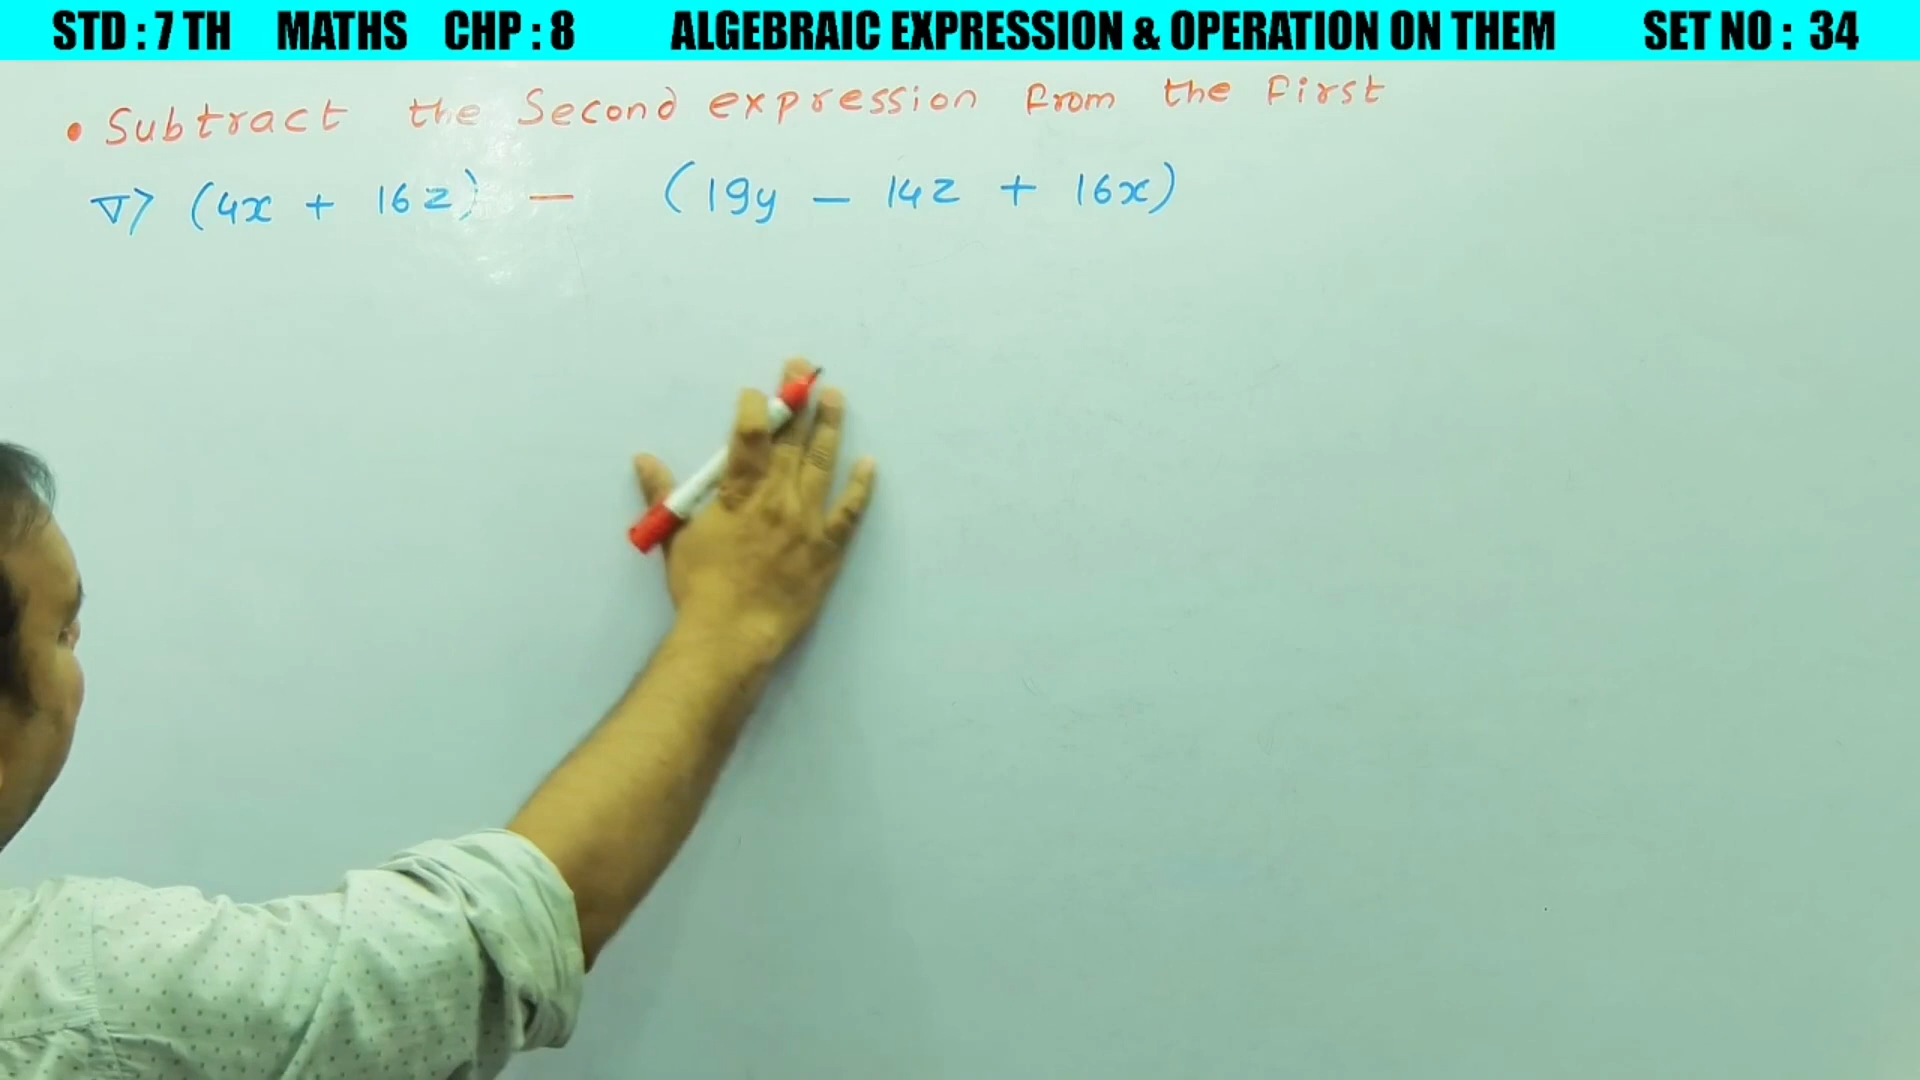 STD : 7 TH MATHS CHP : 8 ALGEBRAIC EXPRESSION & OPERATION ON THEM SET NO : 34
• Subtract the Second expression from the First
V> (4x + 16z) - (19y - 14z + 16x)